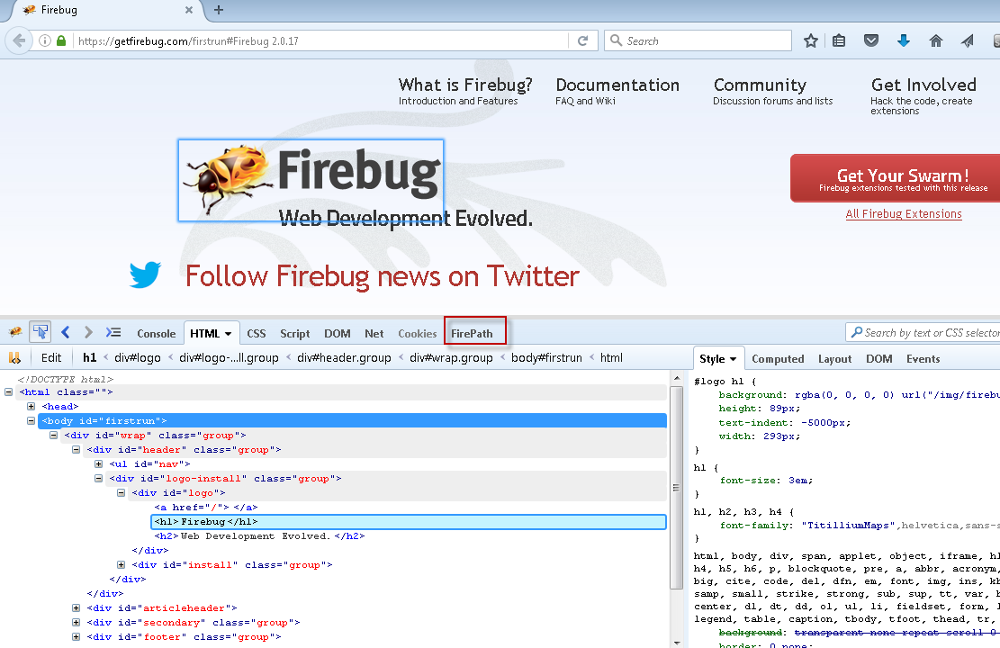 Firebug
https://getfirebug.com/firstrun#Firebug 2.0.17
Search
What is Firebug?
Introduction and Features
Documentation
FAQ and Wiki
Community
Discussion forums and lists
Get Involved
Hack the code, create
extensions
Firebug
Web Development Evolved.
Get Your Swarm!
Firebug extensions tested with this release
All Firebug Extensions
Follow Firebug news on Twitter
Console HTML CSS Script DOM Net Cookies FirePath
Search by text or CSS selector
Edit h1 < div#logo < div#logo-...ll.group < div#header.group < div#wrap.group < body#firstrun < html
<!DOCTYPE html>
<html class="">
<head>
<body id="firstrun">
<div id="wrap" class="group">
<div id="header" class="group">
<ul id="nav">
<div id="logo-install" class="group">
<div id="logo">
<a href="/"> </a>
<h1>Firebug</h1>
<h2>Web Development Evolved.</h2>
</div>
<div id="install" class="group">
</div>
</div>
<div id="articleheader">
<div id="secondary" class="group">
<div id="footer" class="group">
Style Computed Layout DOM Events
#logo h1 {
background: rgba(0, 0, 0, 0) url("/img/firebu
height: 89px;
text-indent: -5000px;
width: 293px;
}
h1 {
font-size: 3em;
}
h1, h2, h3, h4 {
font-family: "TitilliumMaps",helvetica,sans-s
}
html, body, div, span, applet, object, iframe, h1
h4, h5, h6, p, blockquote, pre, a, abbr, acronym,
big, cite, code, del, dfn, em, font, img, ins, kb
samp, small, strike, strong, sub, sup, tt, var, b
center, dl, dt, dd, ol, ul, li, fieldset, form, l
legend, table, caption, tbody, tfoot, thead, tr,
background: transparent none repeat scroll 0
border: 0 none;